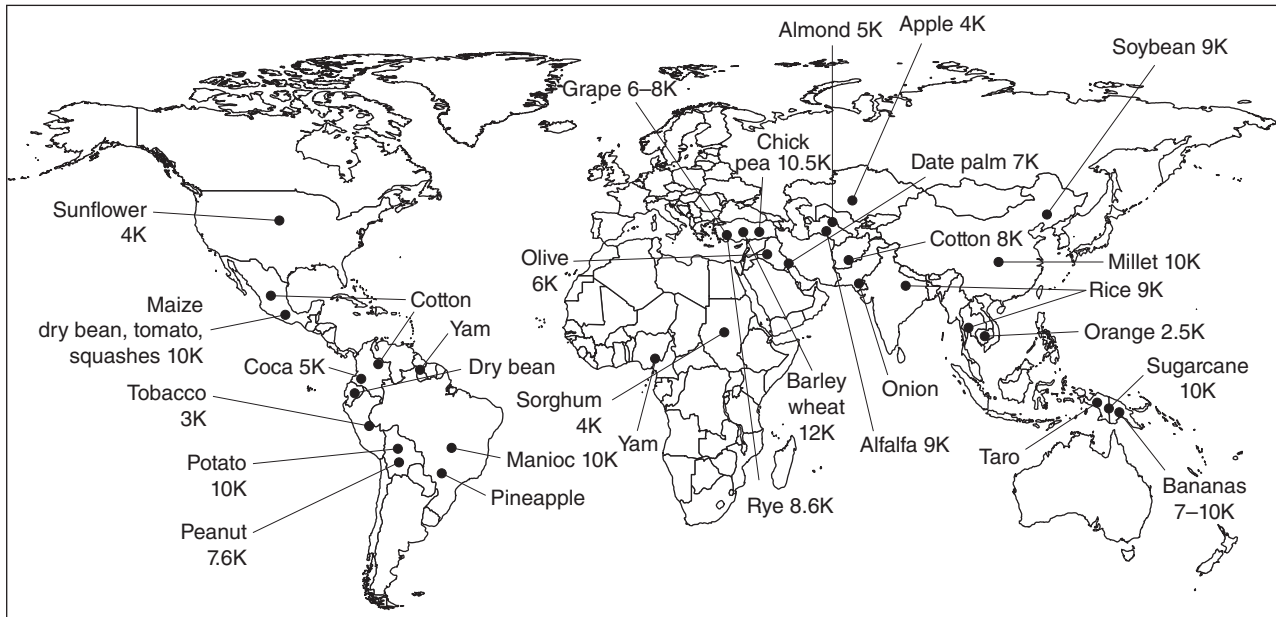 Almond 5K
Apple 4K
Soybean 9K
Grape 6–8K
Chick
pea 10.5K
Date palm 7K
Sunflower
4K
Cotton 8K
Olive
6K
Millet 10K
Rice 9K
Maize
dry bean, tomato,
squashes 10K
Cotton
Yam
Orange 2.5K
Coca 5K
Dry bean
Sugarcane
10K
Tobacco
3K
Sorghum
4K
Yam
Barley
wheat
12K
Onion
Alfalfa 9K
Taro
Potato
10K
Manioc 10K
Pineapple
Rye 8.6K
Bananas
7–10K
Peanut
7.6K